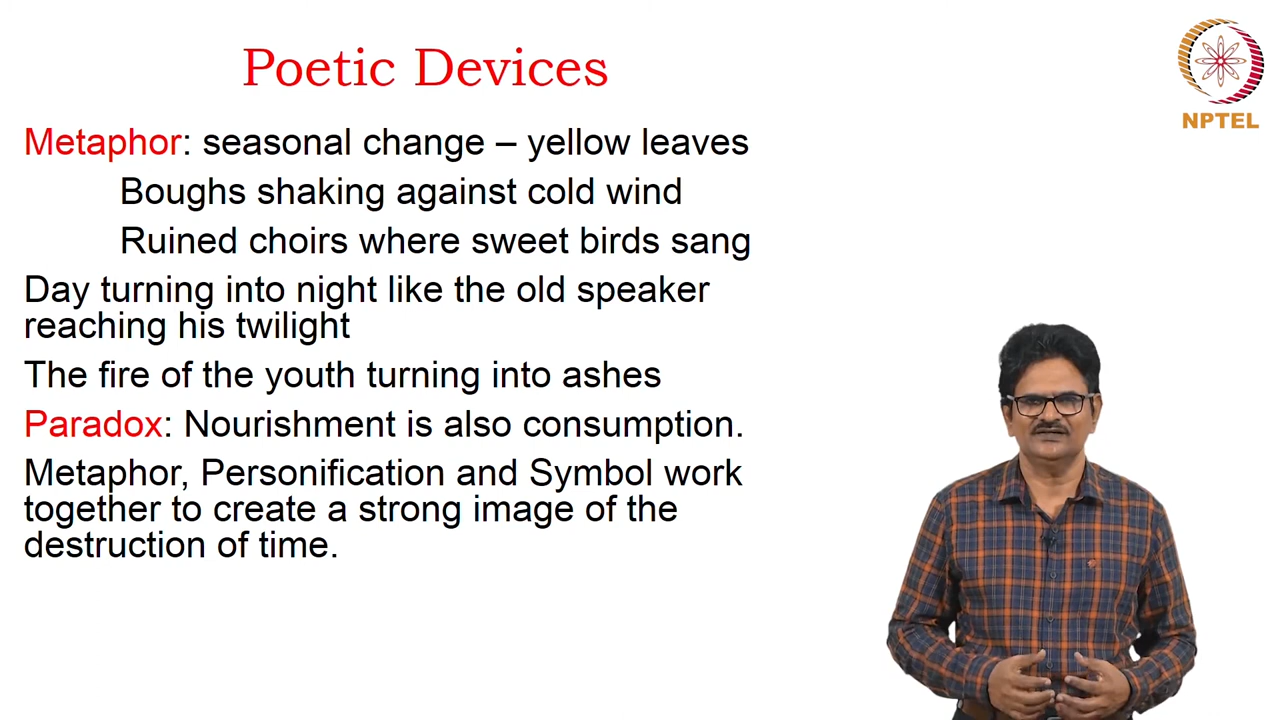 Poetic Devices
NPTEL
Metaphor: seasonal change – yellow leaves
Boughs shaking against cold wind
Ruined choirs where sweet birds sang
Day turning into night like the old speaker
reaching his twilight
The fire of the youth turning into ashes
Paradox: Nourishment is also consumption.
Metaphor, Personification and Symbol work
together to create a strong image of the
destruction of time.